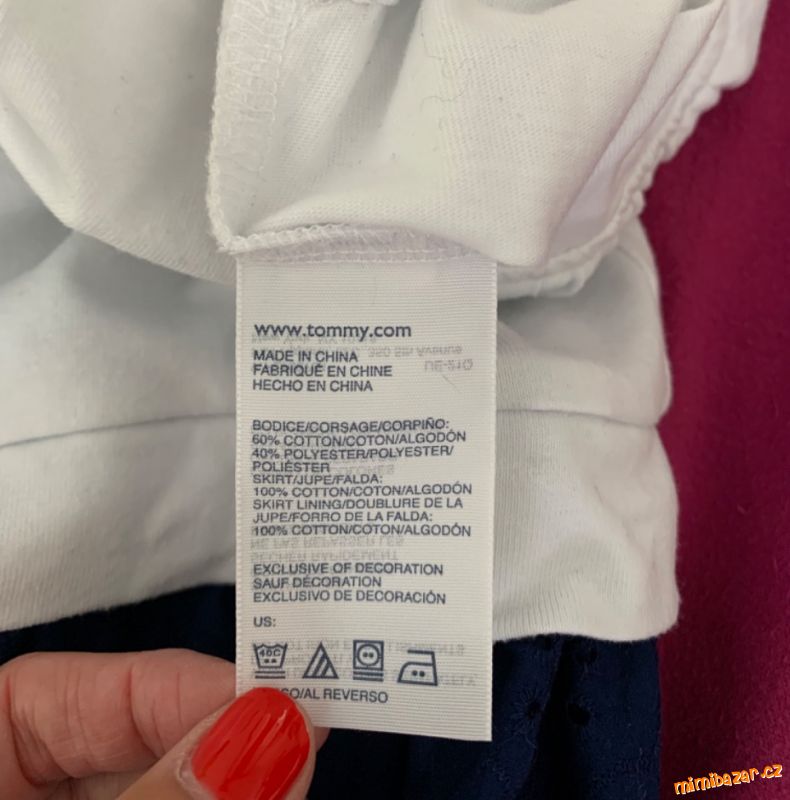 www.tommy.com
MADE IN CHINA
FABRIQUÉ EN CHINE
HECHO EN CHINA
BODICE/CORSAGE/CORPIÑO:
60% COTTON/COTON/ALGODÓN
40% POLYESTER/POLYESTER/
POLIÉSTER
SKIRT/JUPE/FALDA:
100% COTTON/COTON/ALGODÓN
SKIRT LINING/DOUBLURE DE LA
JUPE/FORRO DE LA FALDA:
100% COTTON/COTON/ALGODÓN
EXCLUSIVE OF DECORATION
SAUF DÉCORATION
EXCLUSIVO DE DECORACIÓN
US:
40C
SO/AL REVERSO
mimibazar.cz